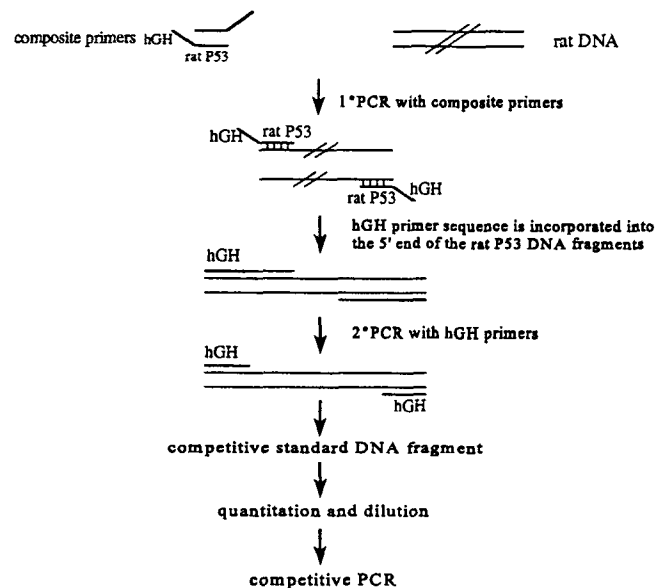 composite primers hGH
rat P53
rat DNA
1°PCR with composite primers
hGH
rat P53
rat P53
hGH
hGH primer sequence is incorporated into
the 5' end of the rat P53 DNA fragments
hGH
2°PCR with hGH primers
hGH
hGH
competitive standard DNA fragment
quantitation and dilution
competitive PCR